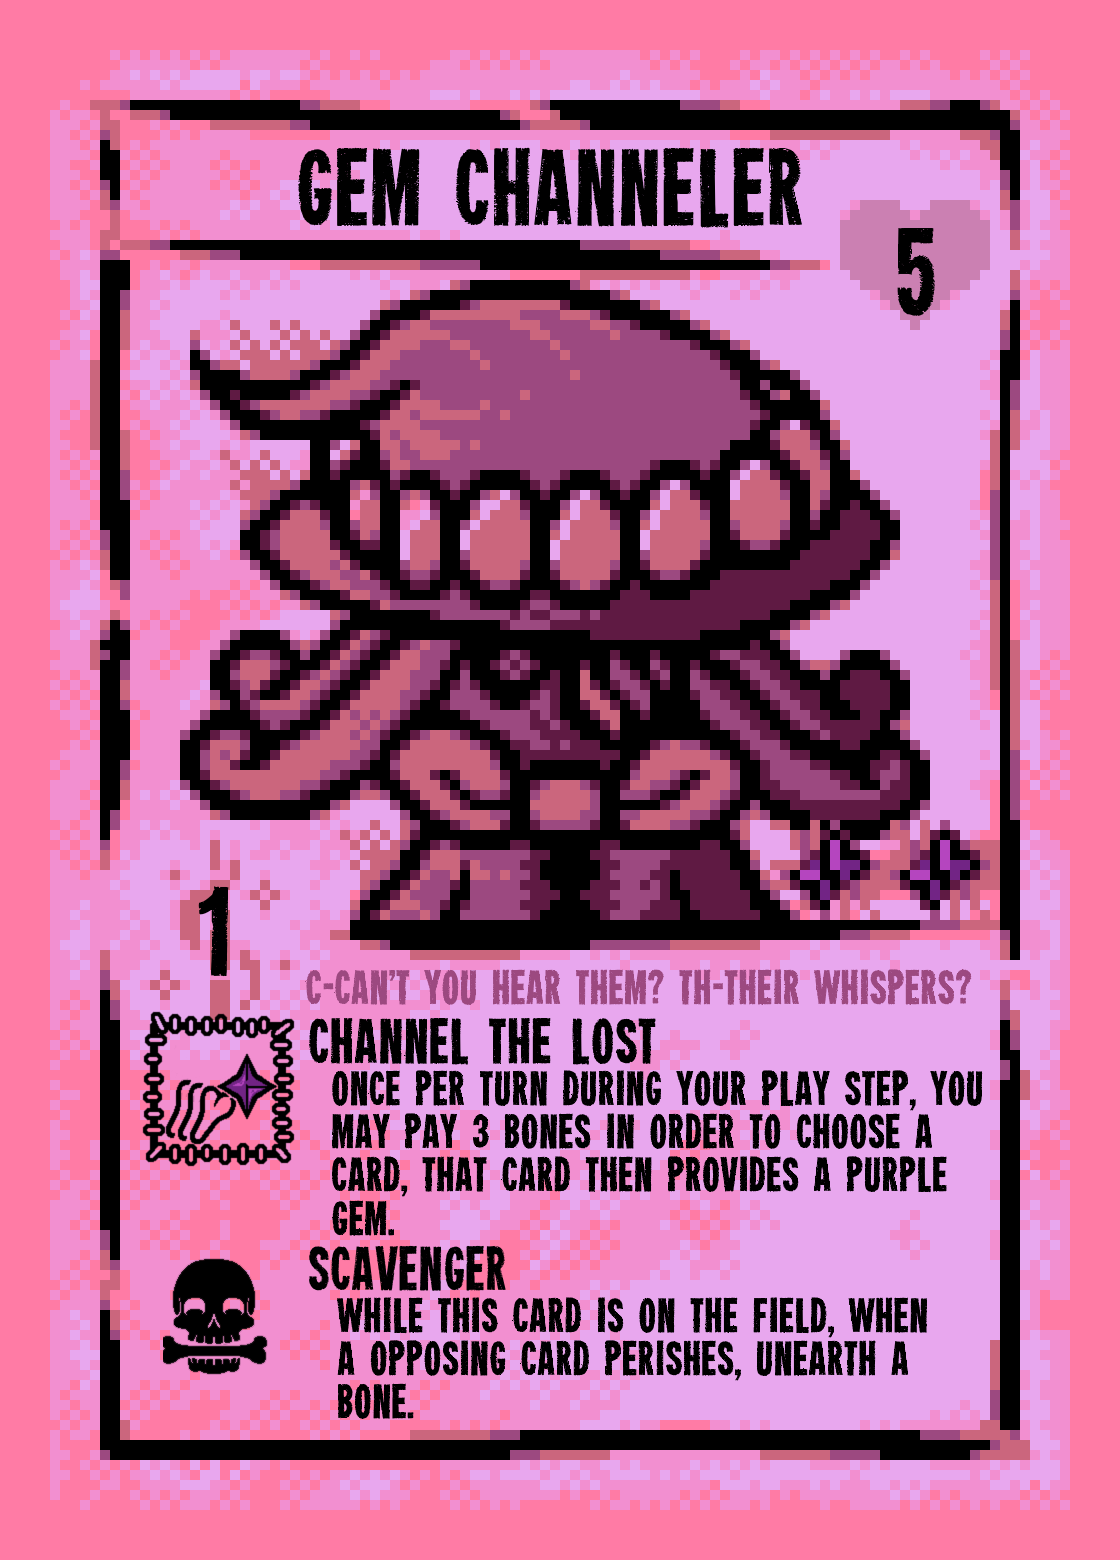 GEM CHANNELER
5
1
C-CAN'T YOU HEAR THEM? TH-THEIR WHISPERS?
CHANNEL THE LOST
ONCE PER TURN DURING YOUR PLAY STEP, YOU
MAY PAY 3 BONES IN ORDER TO CHOOSE A
CARD, THAT CARD THEN PROVIDES A PURPLE
GEM.
SCAVENGER
WHILE THIS CARD IS ON THE FIELD, WHEN
A OPPOSING CARD PERISHES, UNEARTH A
BONE.